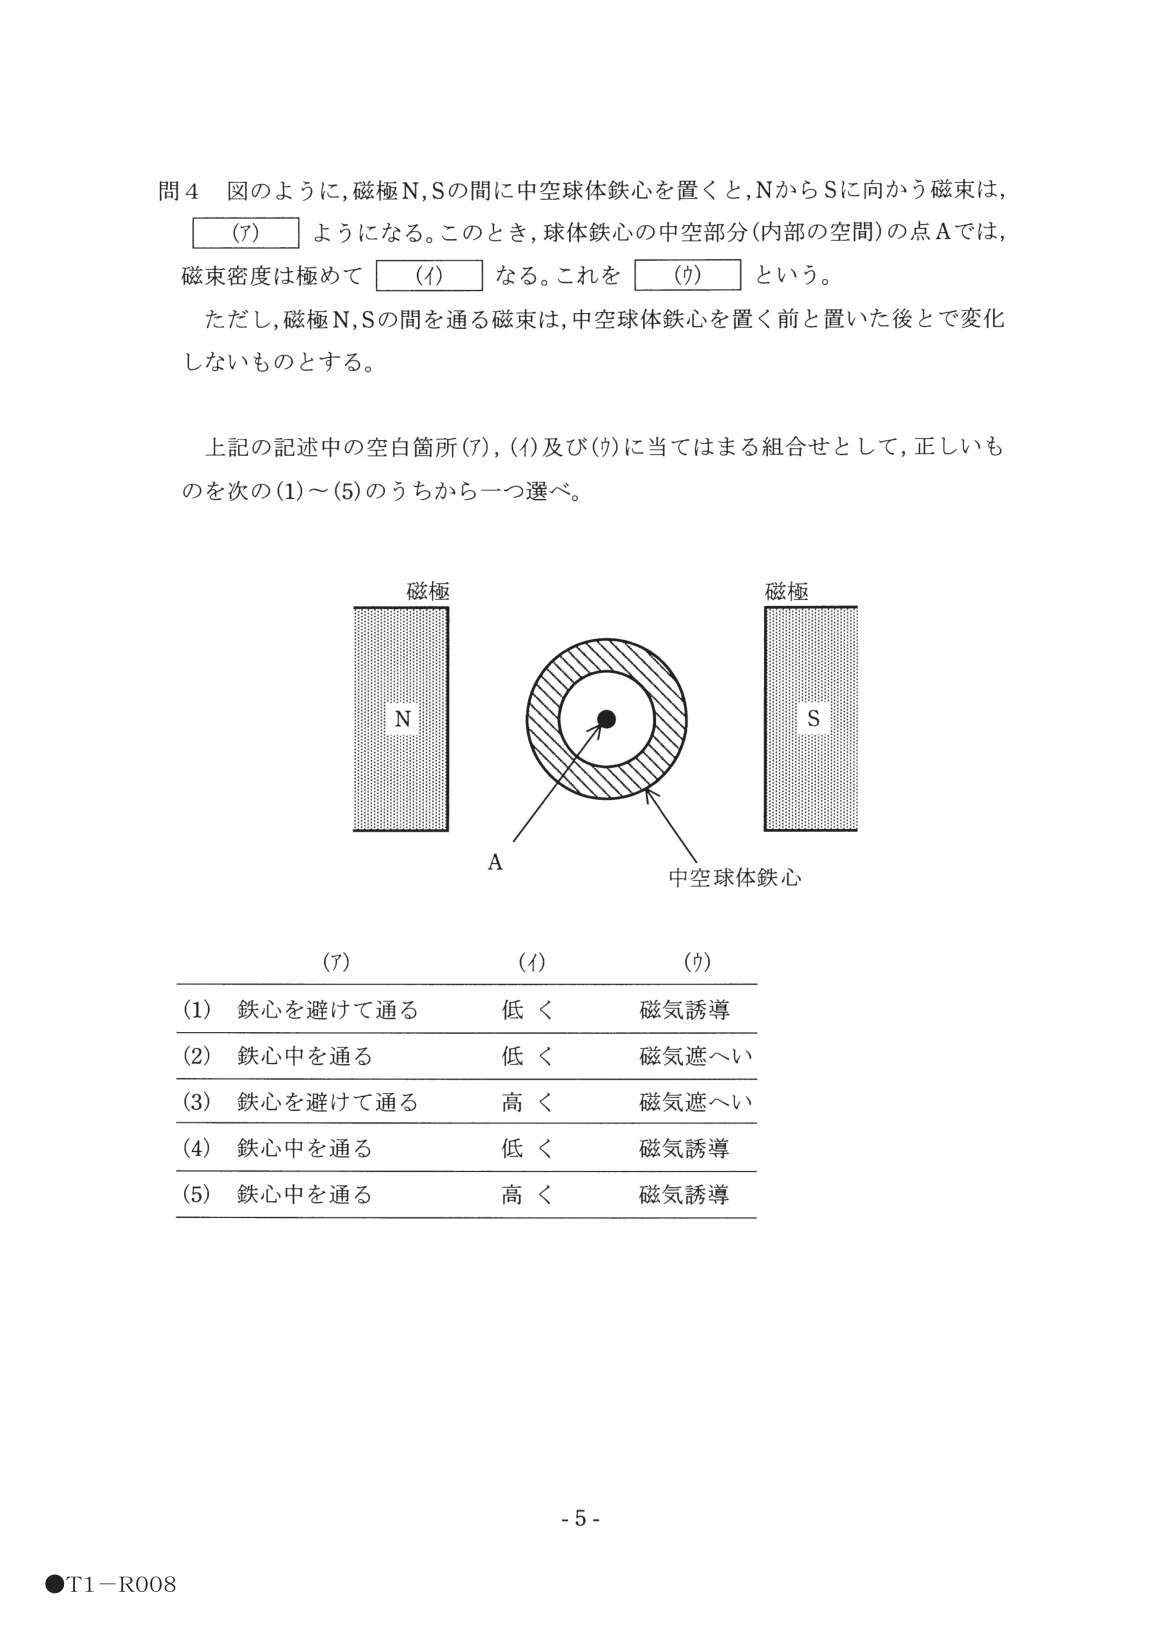 問4　図のように,磁極N,Sの間に中空球体鉄心を置くと,NからSに向かう磁束は,
(ア) ようになる。このとき,球体鉄心の中空部分(内部の空間)の点Aでは,
磁束密度は極めて (イ) なる。これを (ウ) という。
ただし,磁極N,Sの間を通る磁束は,中空球体鉄心を置く前と置いた後とで変化
しないものとする。
上記の記述中の空白箇所(ア),(イ)及び(ウ)に当てはまる組合せとして,正しいも
のを次の(1)～(5)のうちから一つ選べ。
磁極　磁極
N　S
A
中空球体鉄心
(ア)　(イ)　(ウ)
(1)　鉄心を避けて通る　低く　磁気誘導
(2)　鉄心中を通る　低く　磁気遮へい
(3)　鉄心を避けて通る　高く　磁気遮へい
(4)　鉄心中を通る　低く　磁気誘導
(5)　鉄心中を通る　高く　磁気誘導
- 5 -
●T1－R008